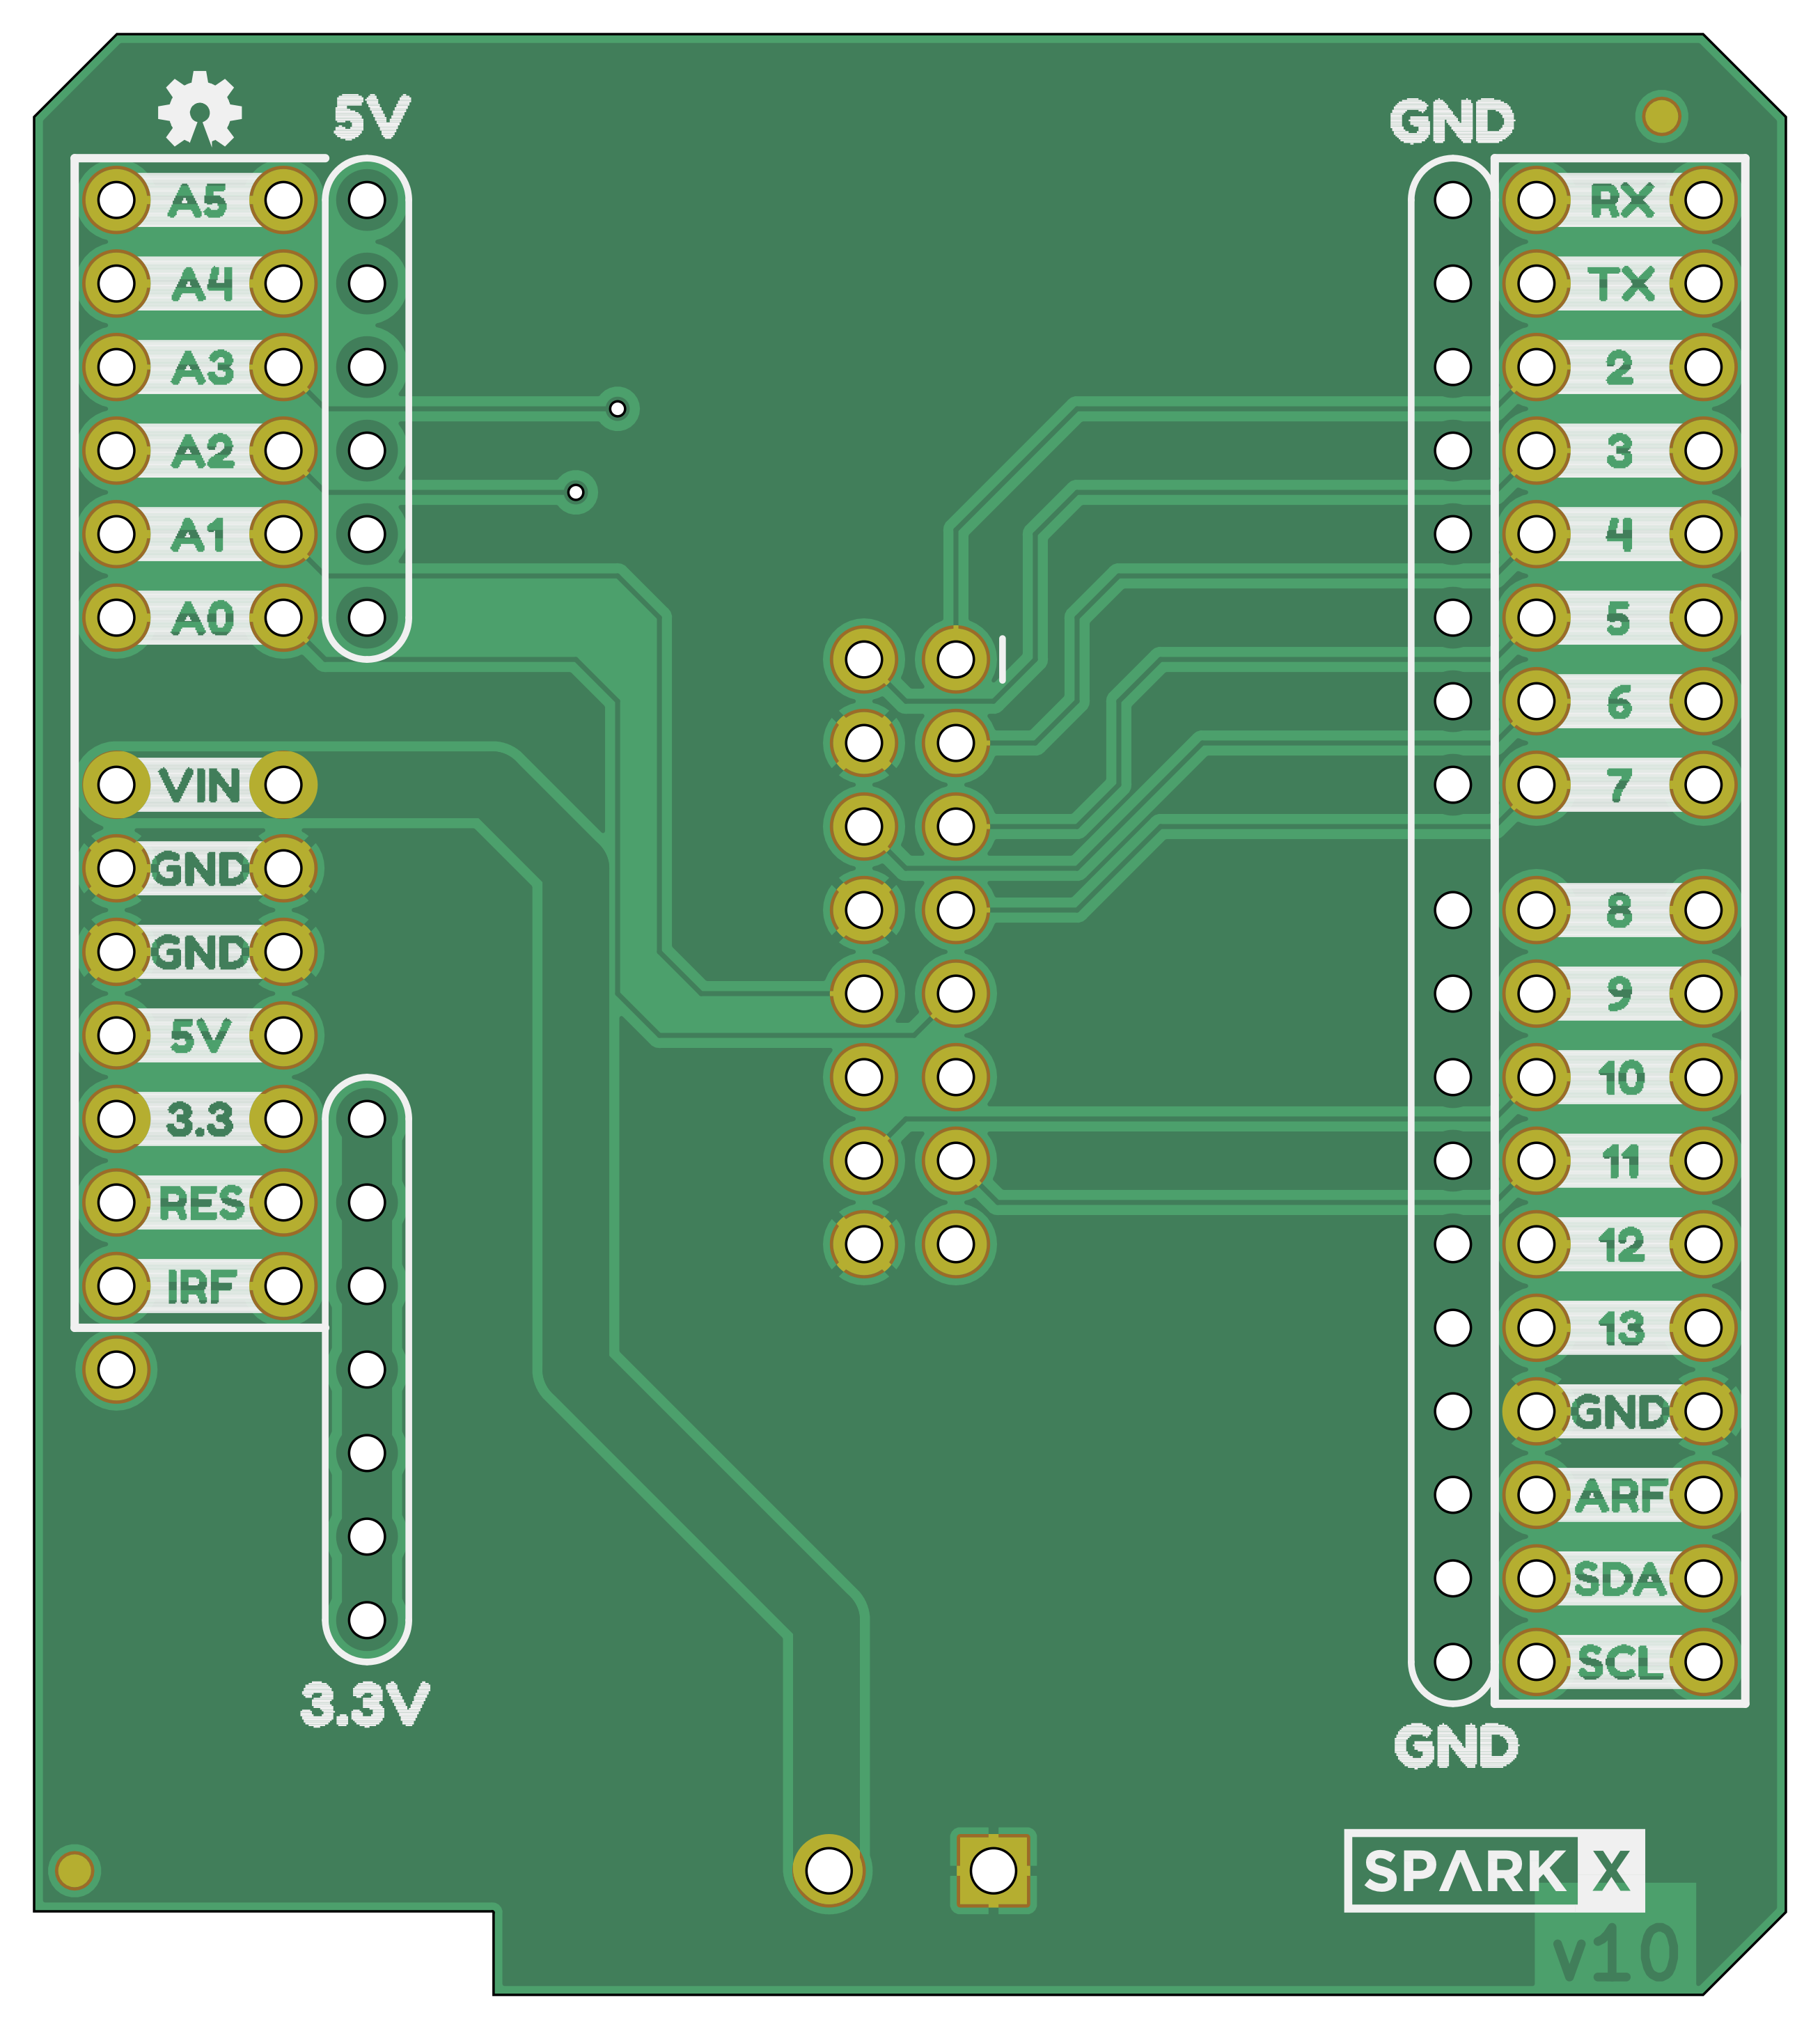 5V
A5
A4
A3
A2
A1
A0
VIN
GND
GND
5V
3.3
RES
IRF
3.3V
GND
RX
TX
2
3
4
5
6
7
8
9
10
11
12
13
GND
ARF
SDA
SCL
GND
SPARK X
v10